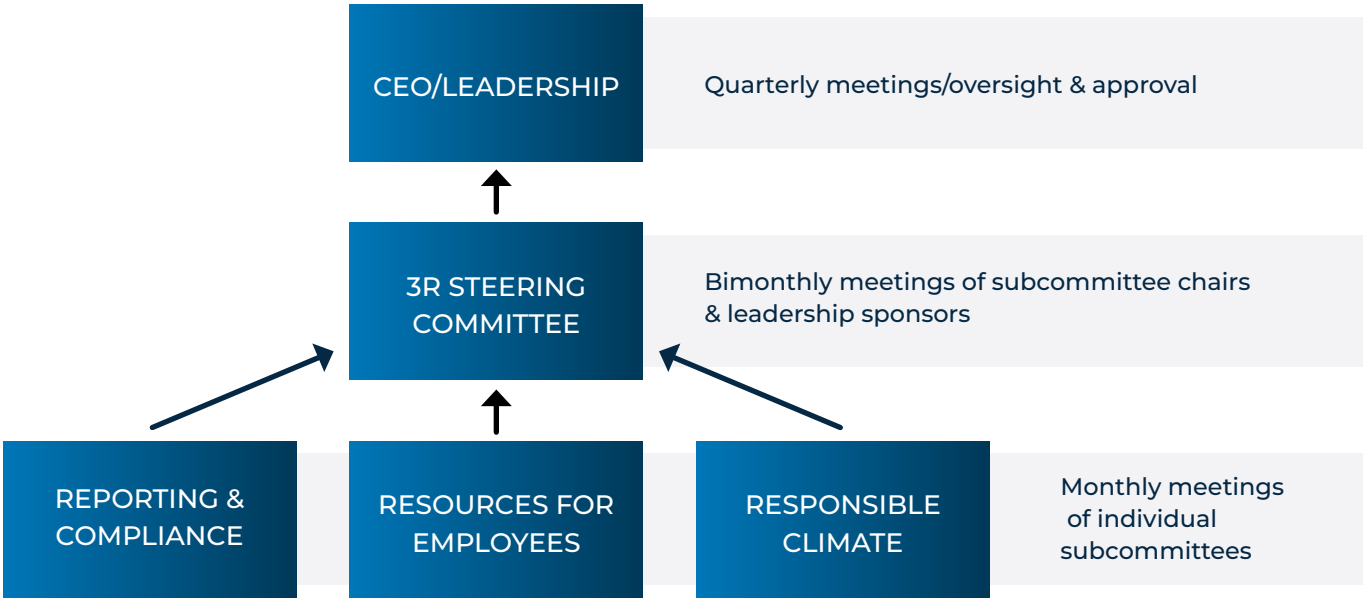 CEO/LEADERSHIP
Quarterly meetings/oversight & approval
3R STEERING
COMMITTEE
Bimonthly meetings of subcommittee chairs
& leadership sponsors
REPORTING &
COMPLIANCE
RESOURCES FOR
EMPLOYEES
RESPONSIBLE
CLIMATE
Monthly meetings
of individual
subcommittees